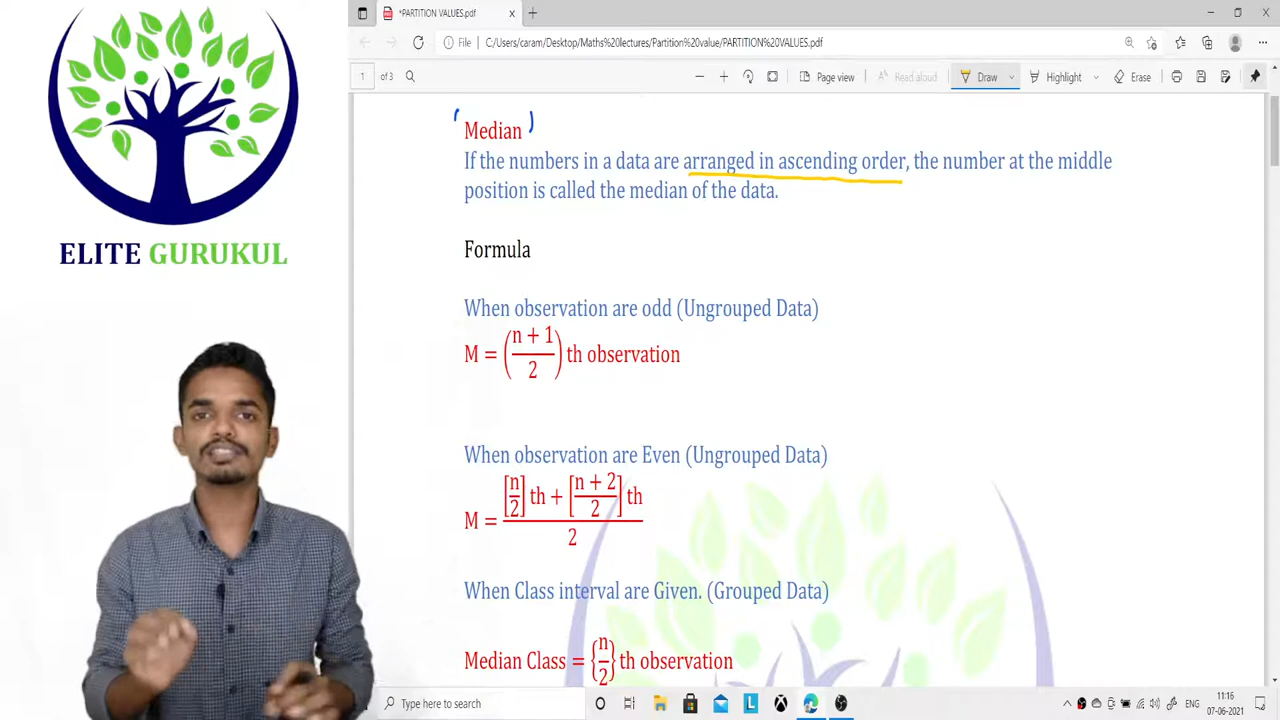 *PARTITION VALUES.pdf
File
C:/Users/caram/Desktop/Maths%20lectures/Partition%20value/PARTITION%20VALUES.pdf
1 of 3
Page view
Read aloud
Draw
Highlight
Erase
ELITE GURUKUL
Median
If the numbers in a data are arranged in ascending order, the number at the middle
position is called the median of the data.
Formula
When observation are odd (Ungrouped Data)
M = (n + 1 / 2) th observation
When observation are Even (Ungrouped Data)
M = [n/2] th + [n + 2 / 2] th / 2
When Class interval are Given. (Grouped Data)
Median Class = {n/2} th observation
ENG
11:16
07-06-2021